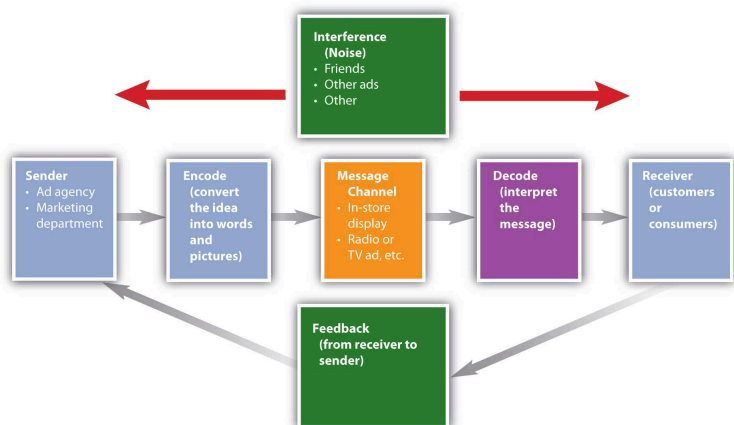 Interference
(Noise)
• Friends
• Other ads
• Other
Sender
• Ad agency
• Marketing
department
Encode
(convert
the idea
into words
and
pictures)
Message
Channel
• In-store
display
• Radio or
TV ad, etc.
Decode
(interpret
the
message)
Receiver
(customers
or
consumers)
Feedback
(from receiver to
sender)